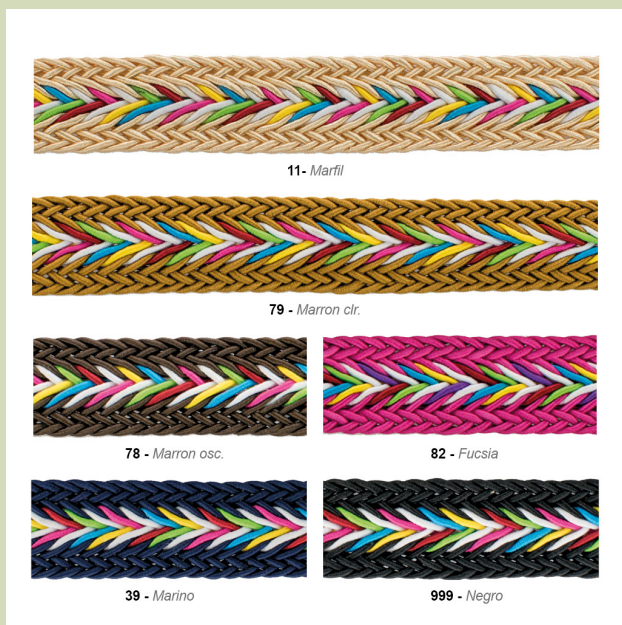 11- Marfil
79 - Marron clr.
78 - Marron osc.
82 - Fucsia
39 - Marino
999 - Negro